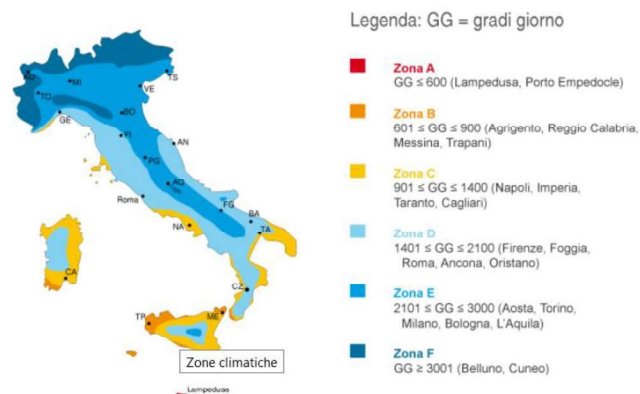 Legenda: GG = gradi giorno
Zona A
GG ≤ 600 (Lampedusa, Porto Empedocle)
Zona B
601 ≤ GG ≤ 900 (Agrigento, Reggio Calabria,
Messina, Trapani)
Zona C
901 ≤ GG ≤ 1400 (Napoli, Imperia,
Taranto, Cagliari)
Zona D
1401 ≤ GG ≤ 2100 (Firenze, Foggia,
Roma, Ancona, Oristano)
Zona E
2101 ≤ GG ≤ 3000 (Aosta, Torino,
Milano, Bologna, L'Aquila)
Zona F
GG ≥ 3001 (Belluno, Cuneo)
AO
MI
TS
TO
VE
BO
GE
FI
AN
PG
AQ
Roma
FG
BA
NA
TA
CA
CZ
TP
ME
Zone climatiche
Lampedusa